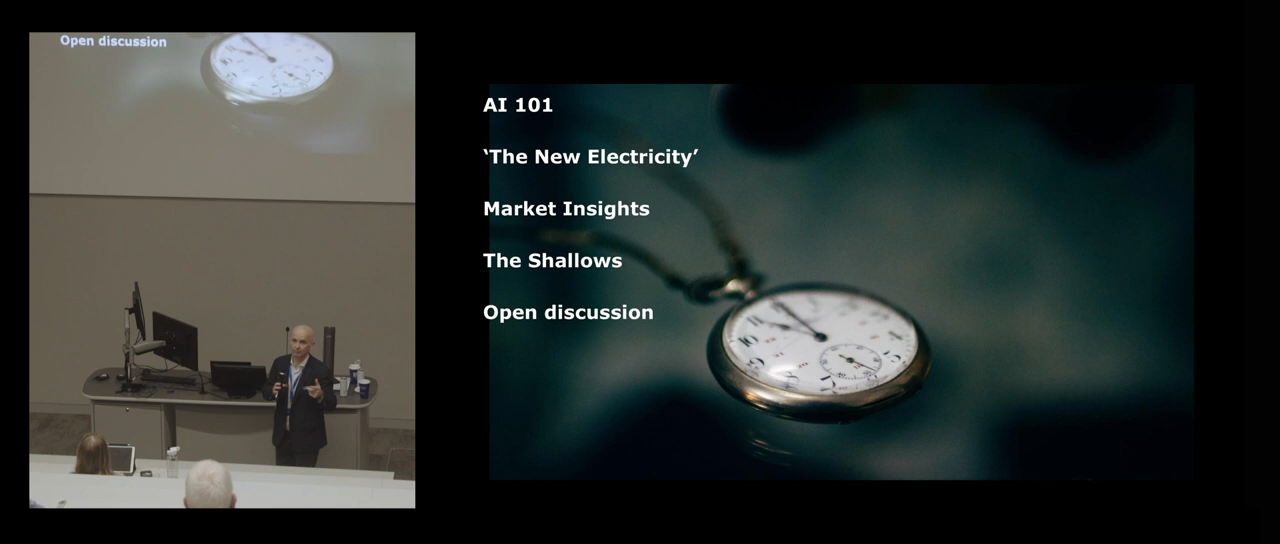 Open discussion
AI 101
‘The New Electricity’
Market Insights
The Shallows
Open discussion